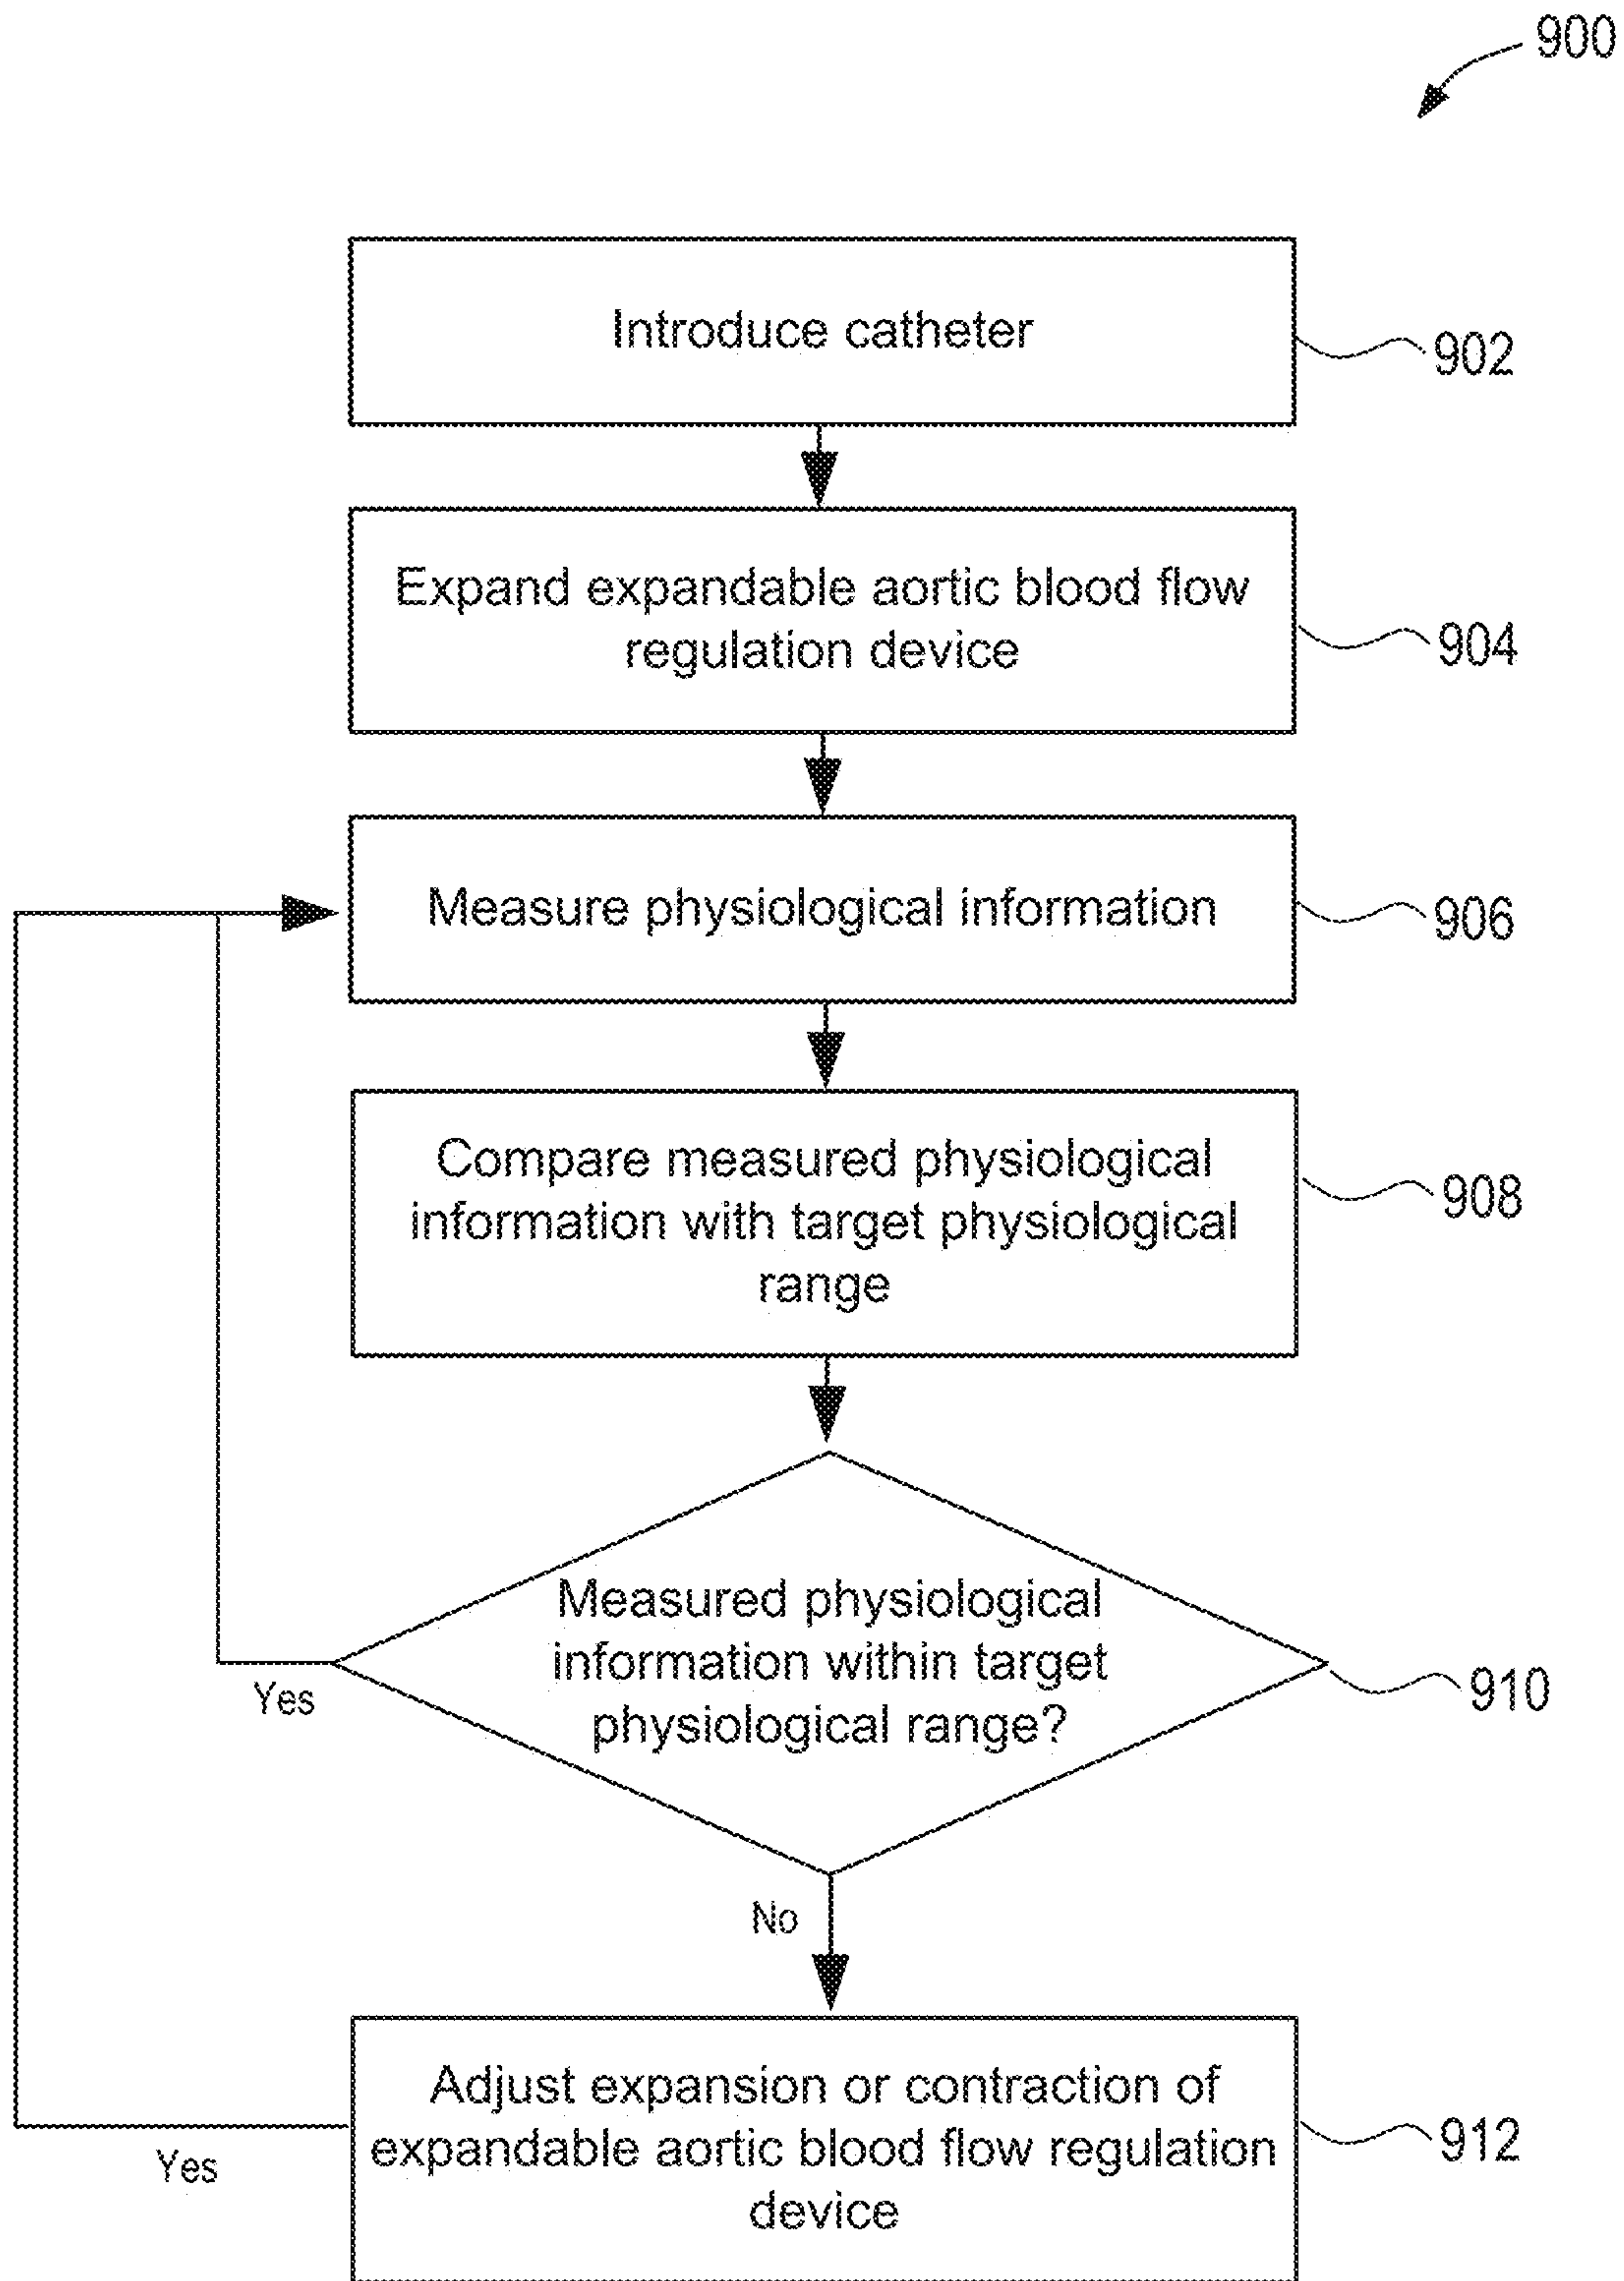 900
Introduce catheter
902
Expand expandable aortic blood flow
regulation device
904
Measure physiological information
906
Compare measured physiological
information with target physiological
range
908
Measured physiological
information within target
physiological range?
910
Yes
No
Adjust expansion or contraction of
expandable aortic blood flow regulation
device
912
Yes